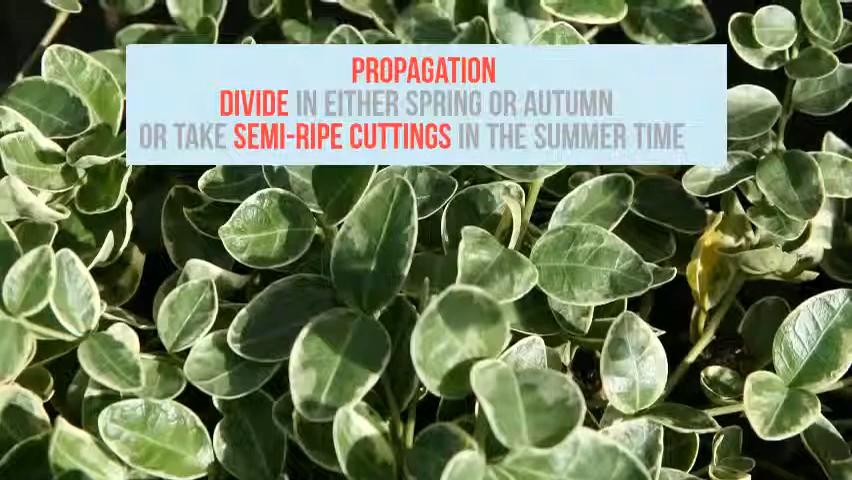 PROPAGATION
DIVIDE IN EITHER SPRING OR AUTUMN
OR TAKE SEMI-RIPE CUTTINGS IN THE SUMMER TIME